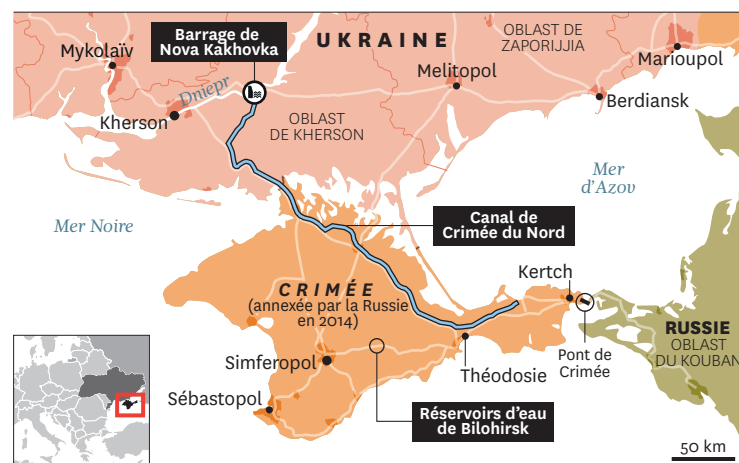 Barrage de
Nova Kakhovka
UKRAINE
OBLAST DE
ZAPORIJJIA
Mykolaïv
Marioupol
Melitopol
Dniepr
Berdiansk
Kherson
OBLAST
DE KHERSON
Mer
d'Azov
Mer Noire
Canal de
Crimée du Nord
Kertch
CRIMÉE
(annexée par la Russie
en 2014)
RUSSIE
OBLAST
DU KOUBAN
Pont de
Crimée
Simferopol
Théodosie
Sébastopol
Réservoirs d'eau
de Bilohirsk
50 km